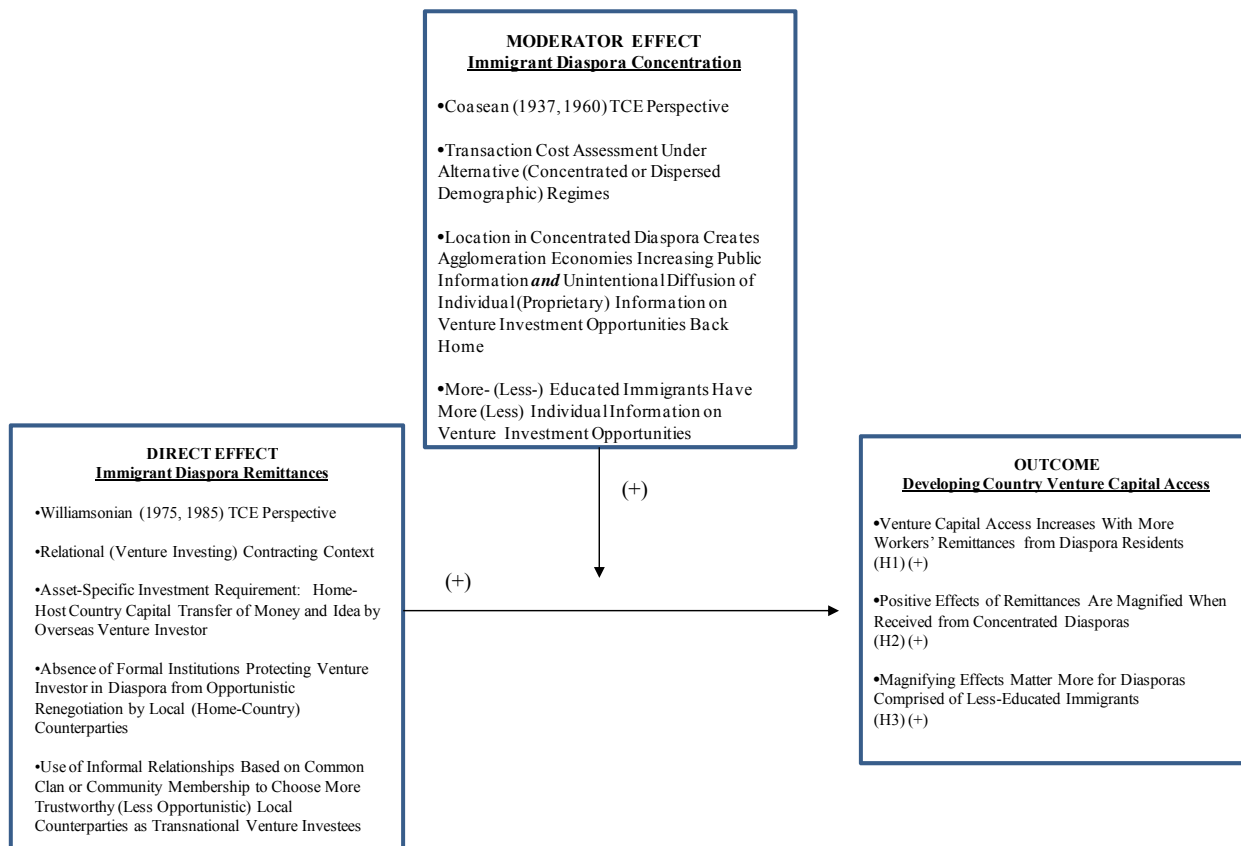 MODERATOR EFFECT
Immigrant Diaspora Concentration
•Coasean (1937, 1960) TCE Perspective
•Transaction Cost Assessment Under
Alternative (Concentrated or Dispersed
Demographic) Regimes
•Location in Concentrated Diaspora Creates
Agglomeration Economies Increasing Public
Information and Unintentional Diffusion of
Individual (Proprietary) Information on
Venture Investment Opportunities Back
Home
•More- (Less-) Educated Immigrants Have
More (Less) Individual Information on
Venture Investment Opportunities
(+)
DIRECT EFFECT
Immigrant Diaspora Remittances
•Williamsonian (1975, 1985) TCE Perspective
•Relational (Venture Investing) Contracting Context
•Asset-Specific Investment Requirement: Home-
Host Country Capital Transfer of Money and Idea by
Overseas Venture Investor
•Absence of Formal Institutions Protecting Venture
Investor in Diaspora from Opportunistic
Renegotiation by Local (Home-Country)
Counterparties
•Use of Informal Relationships Based on Common
Clan or Community Membership to Choose More
Trustworthy (Less Opportunistic) Local
Counterparties as Transnational Venture Investees
(+)
OUTCOME
Developing Country Venture Capital Access
•Venture Capital Access Increases With More
Workers' Remittances from Diaspora Residents
(H1) (+)
•Positive Effects of Remittances Are Magnified When
Received from Concentrated Diasporas
(H2) (+)
•Magnifying Effects Matter More for Diasporas
Comprised of Less-Educated Immigrants
(H3) (+)